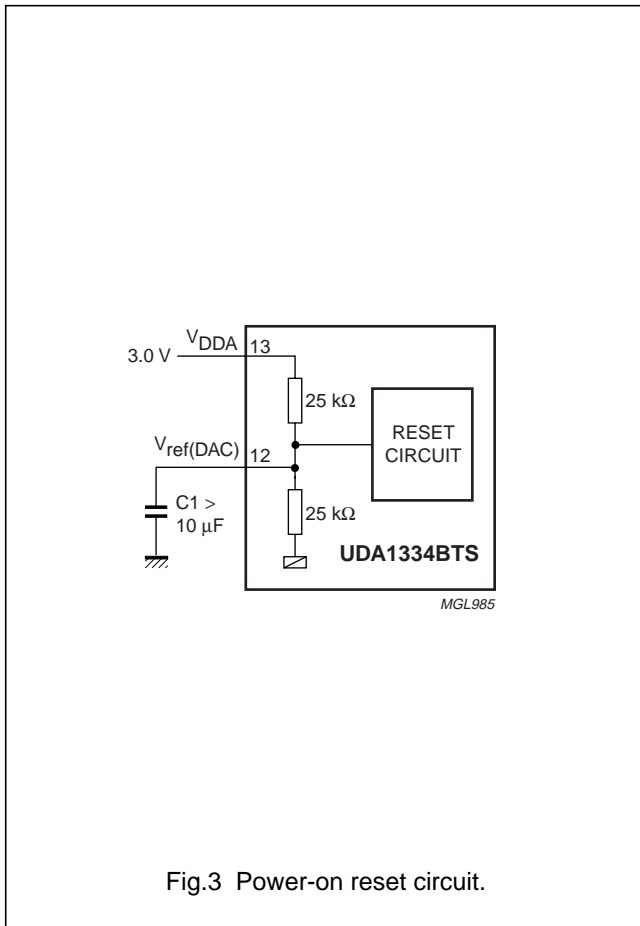 3.0 V
VDDA
13
25 kΩ
RESET
CIRCUIT
Vref(DAC)
12
C1 >
10 μF
25 kΩ
UDA1334BTS
MGL985
Fig.3 Power-on reset circuit.